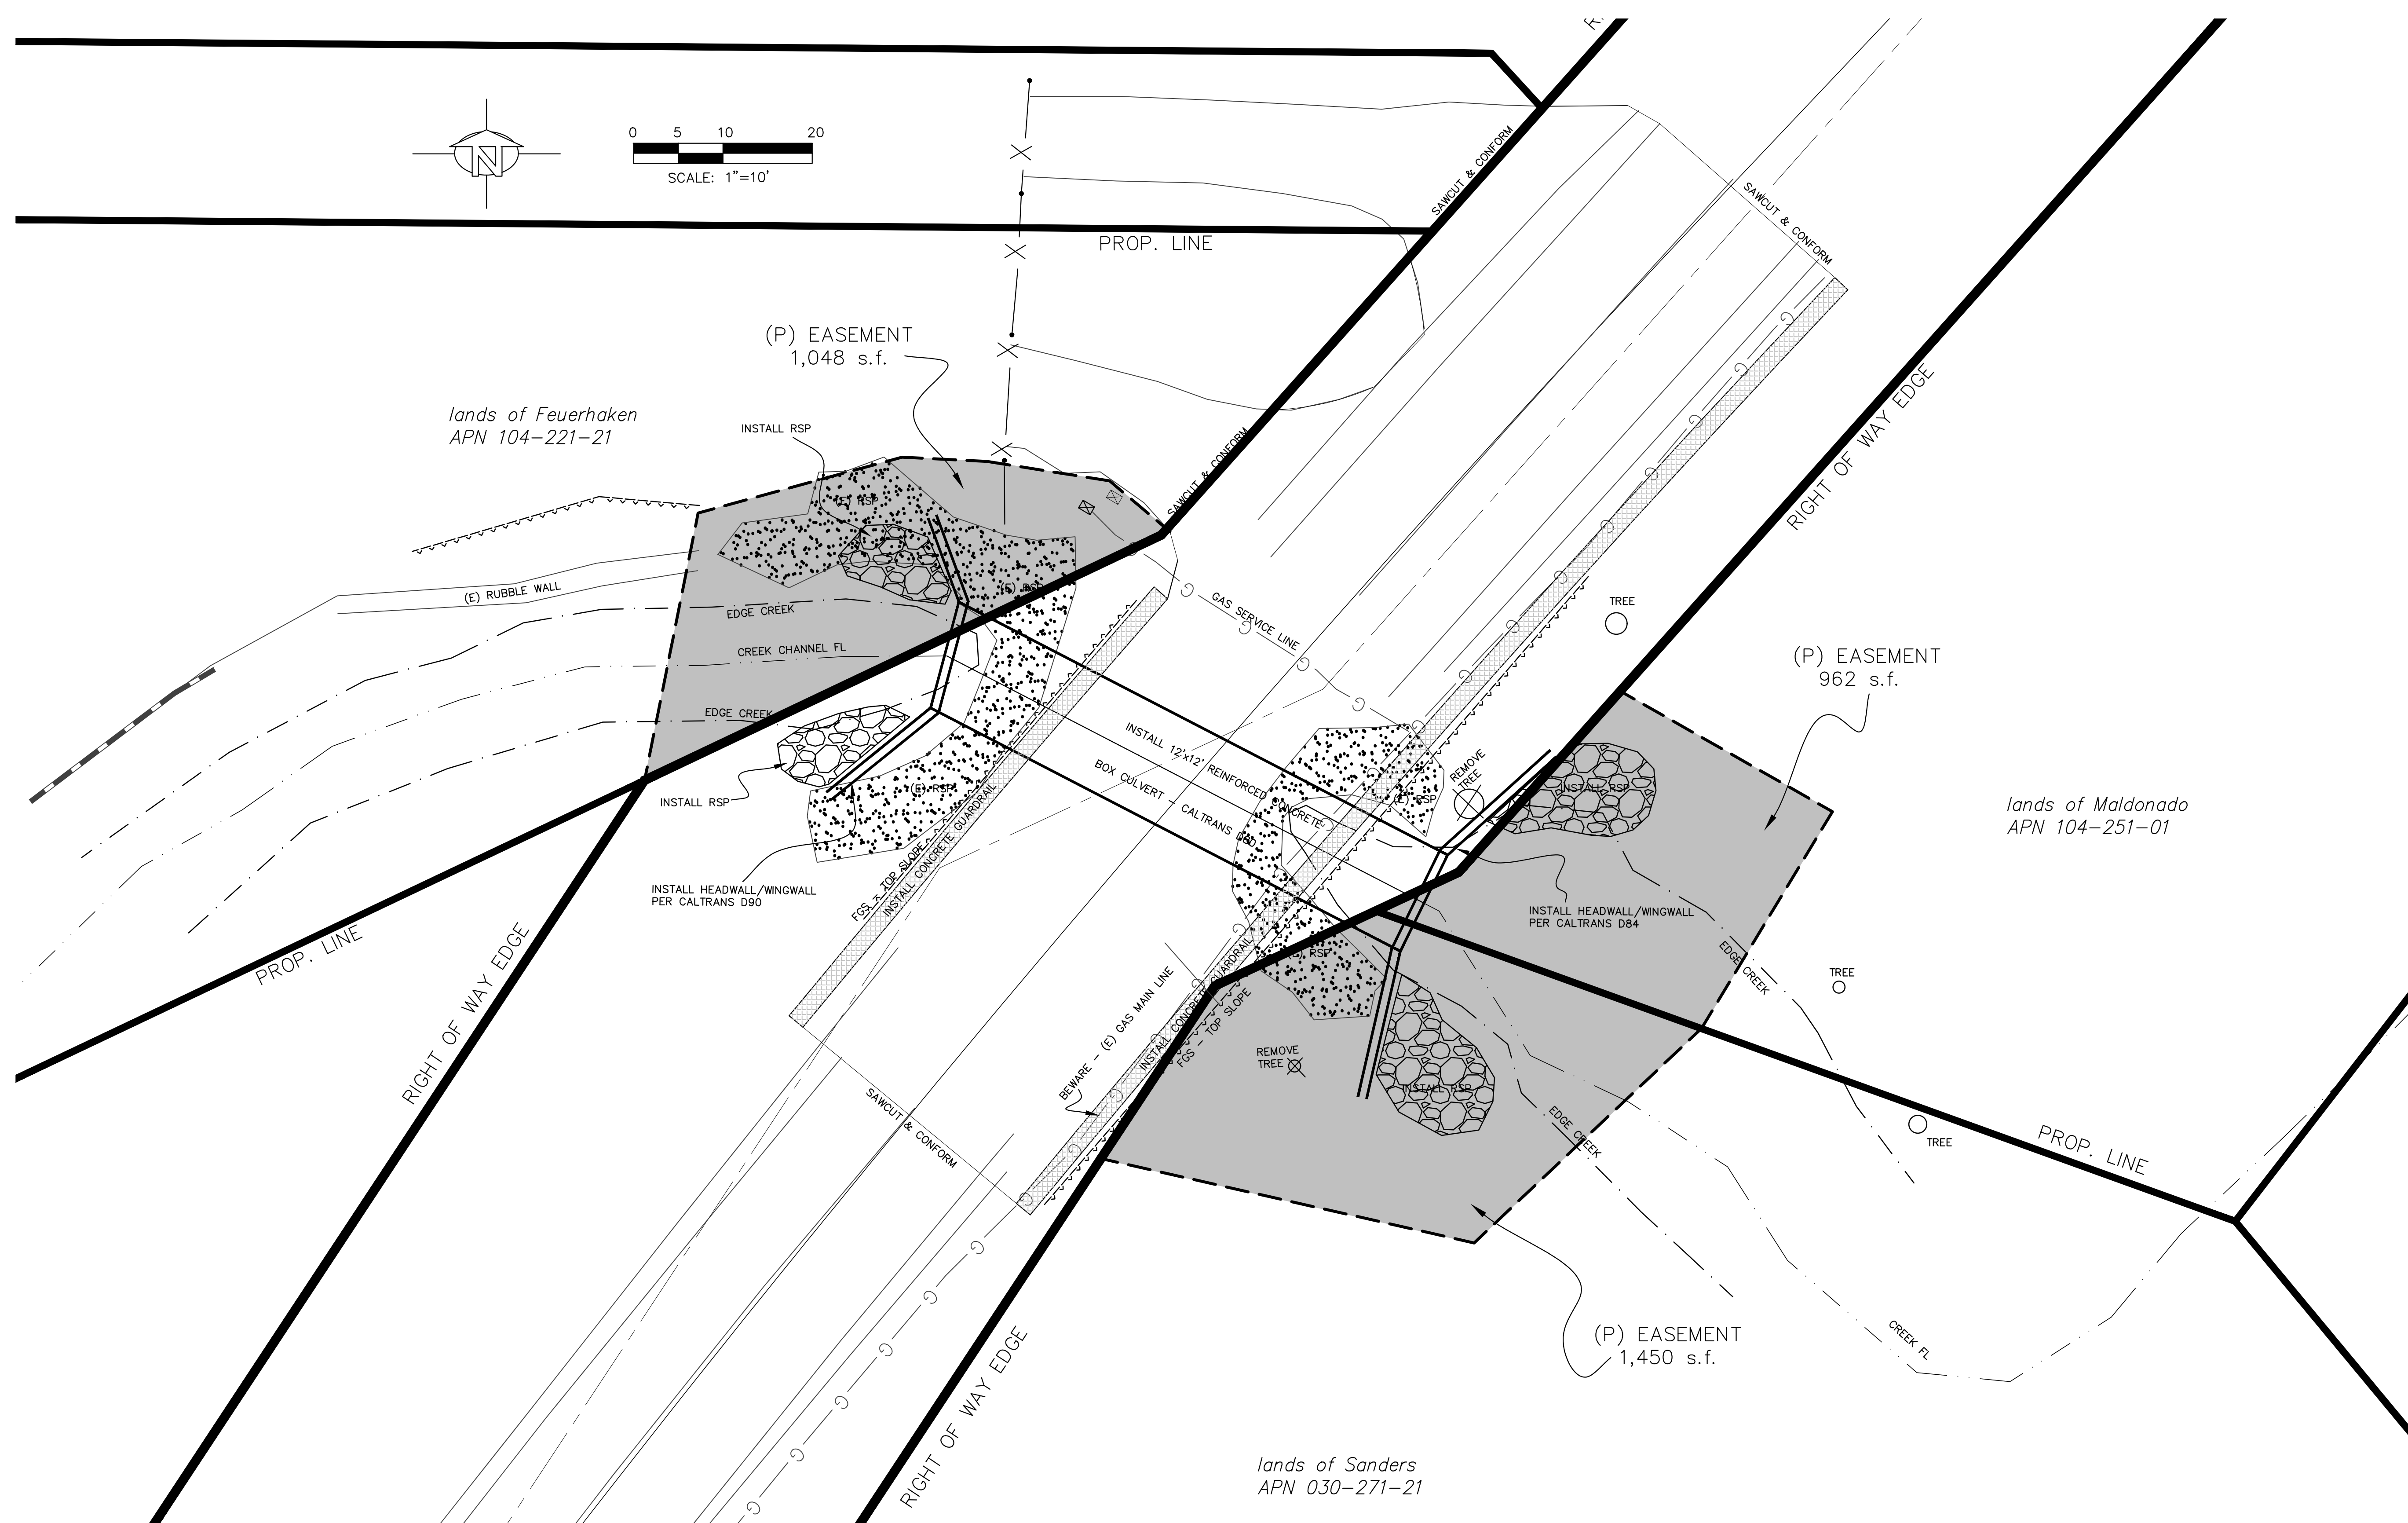 0 5 10 20
SCALE: 1"=10'
N
PROP. LINE
SAWCUT & CONFORM
SAWCUT & CONFORM
(P) EASEMENT
1,048 s.f.
lands of Feuerhaken
APN 104-221-21
INSTALL RSP
SAWCUT & CONFORM
RIGHT OF WAY EDGE
(E) RSP
(E) RSP
(E) RUBBLE WALL
EDGE CREEK
CREEK CHANNEL FL
EDGE CREEK
GAS SERVICE LINE
TREE
(P) EASEMENT
962 s.f.
INSTALL 12'x12' REINFORCED CONCRETE
BOX CULVERT - CALTRANS D80
REMOVE
TREE
(E) RSP
INSTALL RSP
lands of Maldonado
APN 104-251-01
INSTALL RSP
(E) RSP
FGS - TOP SLOPE
INSTALL CONCRETE GUARDRAIL
INSTALL HEADWALL/WINGWALL
PER CALTRANS D90
INSTALL HEADWALL/WINGWALL
PER CALTRANS D84
PROP. LINE
RIGHT OF WAY EDGE
(E) RSP
EDGE CREEK
TREE
BEWARE - (E) GAS MAIN LINE
INSTALL CONCRETE GUARDRAIL
FGS - TOP SLOPE
REMOVE
TREE
INSTALL RSP
EDGE CREEK
TREE
PROP. LINE
SAWCUT & CONFORM
(P) EASEMENT
1,450 s.f.
CREEK FL
RIGHT OF WAY EDGE
lands of Sanders
APN 030-271-21
G G G G G G